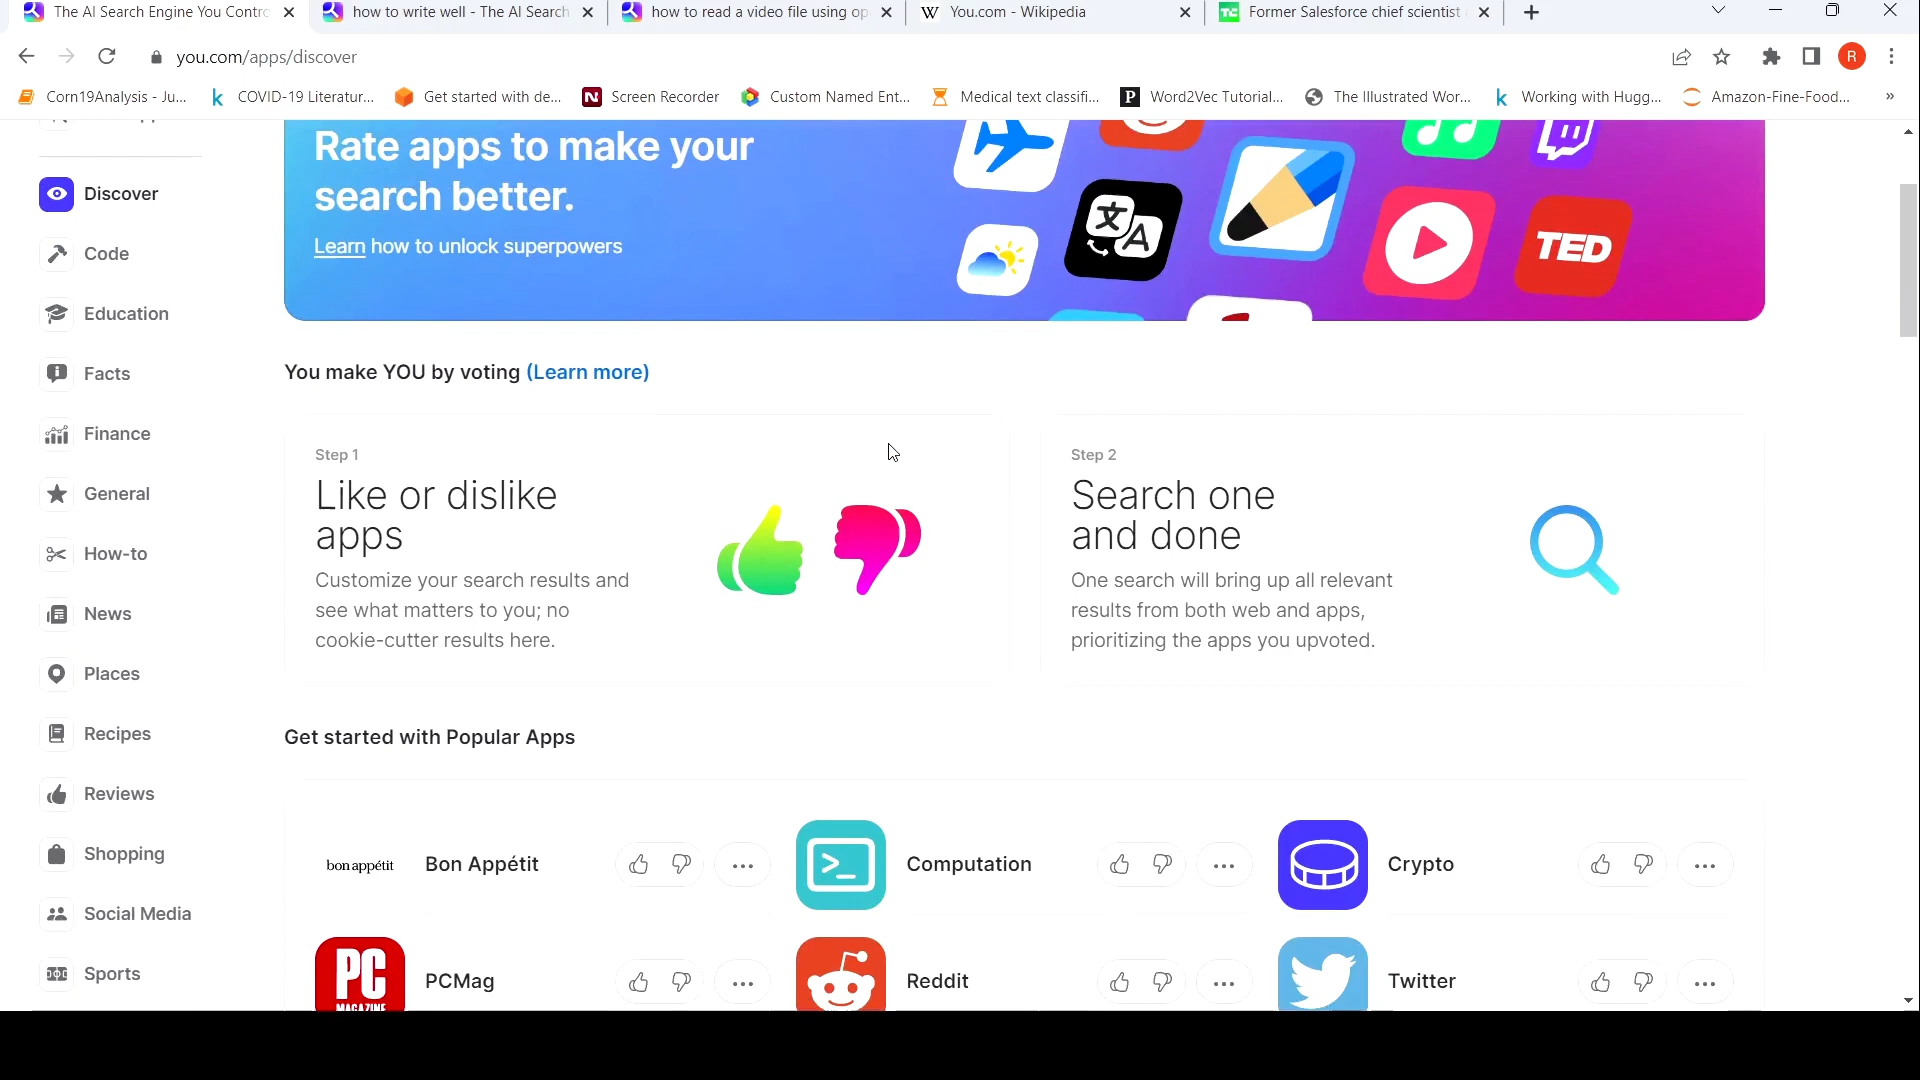 The AI Search Engine You Contro
how to write well - The AI Search
how to read a video file using op
You.com - Wikipedia
Former Salesforce chief scientist
you.com/apps/discover
R
Corn19Analysis - Ju...
COVID-19 Literatur...
Get started with de...
Screen Recorder
Custom Named Ent...
Medical text classifi...
Word2Vec Tutorial...
The Illustrated Wor...
Working with Hugg...
Amazon-Fine-Food...
»
Rate apps to make your
search better.
Learn how to unlock superpowers
文
A
TED
Discover
Code
Education
Facts
Finance
General
How-to
News
Places
Recipes
Reviews
Shopping
Social Media
Sports
You make YOU by voting (Learn more)
Step 1
Like or dislike
apps
Customize your search results and
see what matters to you; no
cookie-cutter results here.
Step 2
Search one
and done
One search will bring up all relevant
results from both web and apps,
prioritizing the apps you upvoted.
Get started with Popular Apps
bon appétit
Bon Appétit
Computation
Crypto
PC
MAGAZINE
PCMag
Reddit
Twitter